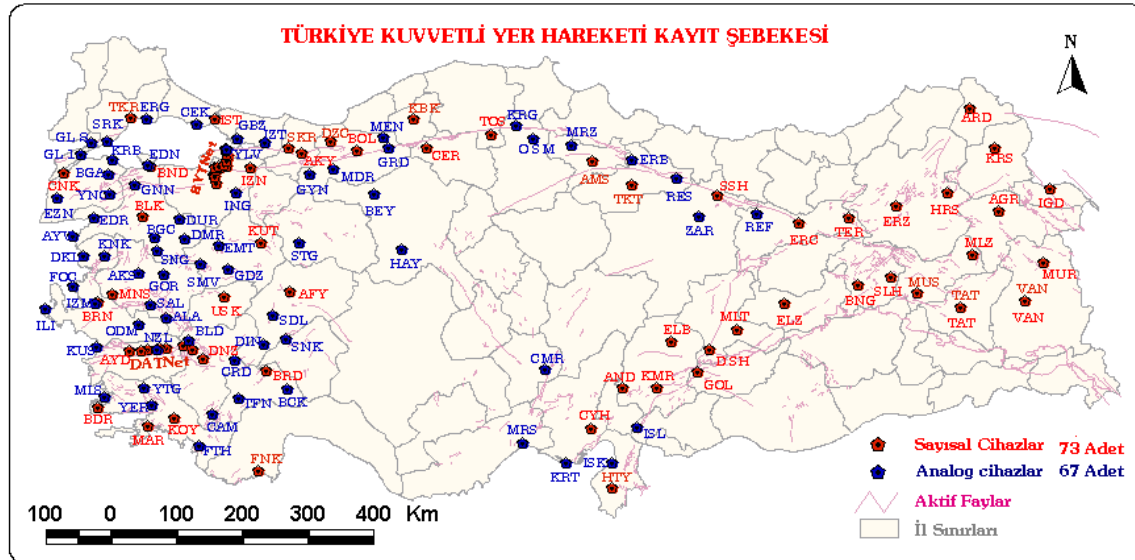 TÜRKİYE KUVVETLİ YER HAREKETİ KAYIT ŞEBEKESİ
N
TKR ERG
CEK
IST
KBK
KRG
TOS
ARD
SRK
GBZ
IZT
SKR
DZC
MEN
OSM
MRZ
GLS
YLV
BOL
GRD
CER
KRS
KRB
EDN
BYTNet
AKY
AMS
ERB
BGA
BND
IZN
GYN
MDR
CNK
GNN
ING
BEY
TKT
RES
SSH
HRS
AGR
IGD
EZN
YNC
BLK
EDR
DUR
ZAR
REF
ERC
TER
ERZ
AYV
KNK
BGC
DMR
EMT
KUT
STG
HAY
MLZ
MUR
DKL
SNG
GDZ
AKS
GOR
SMV
FOC
MNS
USK
AFY
BNG
SLH
MUS
TAT
TAT
VAN
VAN
IZM
BRN
SAL
ALA
ILI
ODM
SDL
MLT
ELZ
ELB
KUS
NZL
BLD
DIN
SNK
DSH
AYD
DATNet
DNZ
CRD
BRD
CMR
GOL
MIS
YTG
BCK
AND
KMR
BDR
YER
TFN
CAM
CYH
ISL
MAR
KOY
FTH
MRS
FNK
KRT
ISK
HTY
Sayısal Cihazlar 73 Adet
Analog cihazlar 67 Adet
Aktif Faylar
İl Sınırları
100 0 100 200 300 400 Km